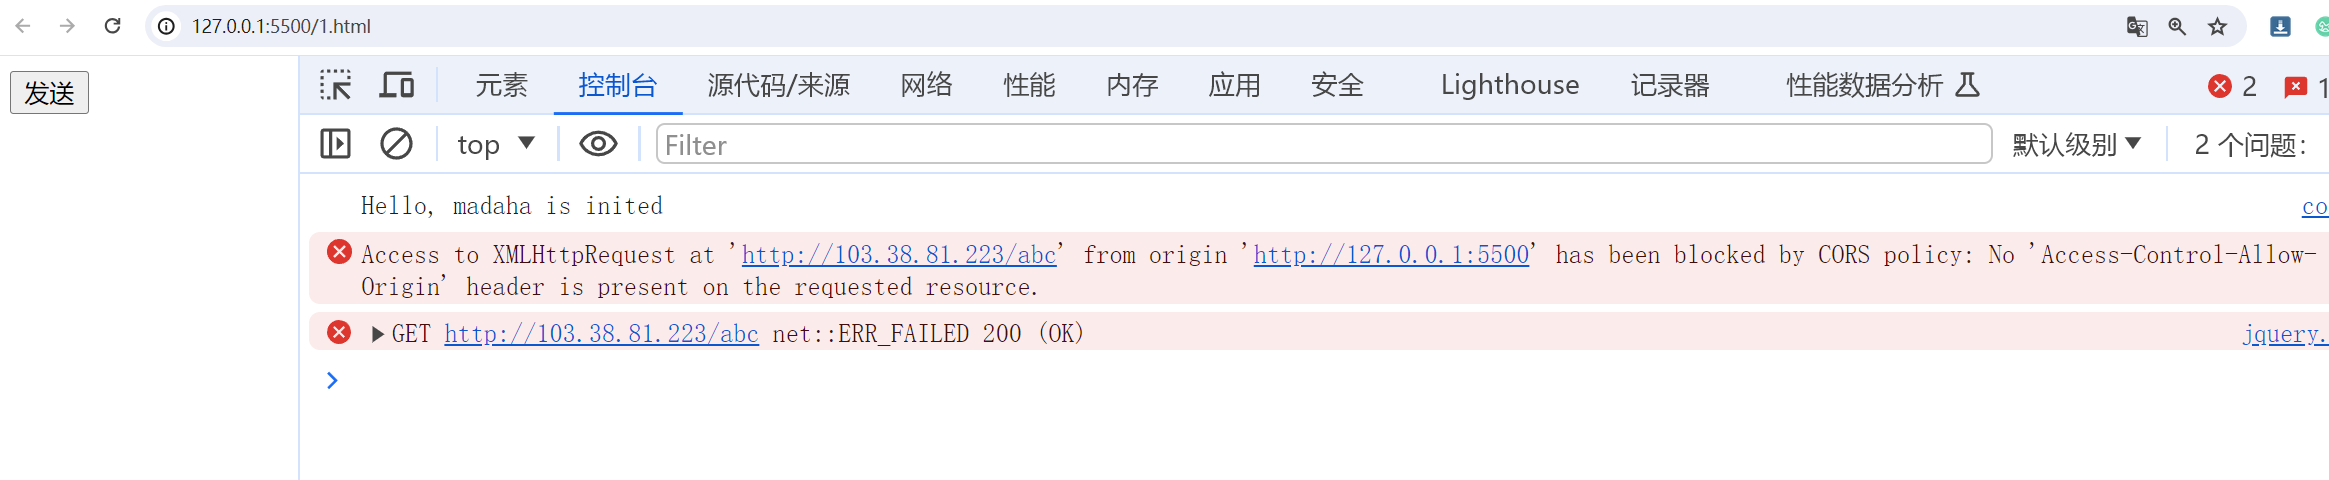 127.0.0.1:5500/1.html
发送
元素 控制台 源代码/来源 网络 性能 内存 应用 安全 Lighthouse 记录器 性能数据分析 2 1
top Filter 默认级别 2 个问题:
Hello, madaha is inited co
Access to XMLHttpRequest at 'http://103.38.81.223/abc' from origin 'http://127.0.0.1:5500' has been blocked by CORS policy: No 'Access-Control-Allow-
Origin' header is present on the requested resource.
GET http://103.38.81.223/abc net::ERR_FAILED 200 (OK) jquery.